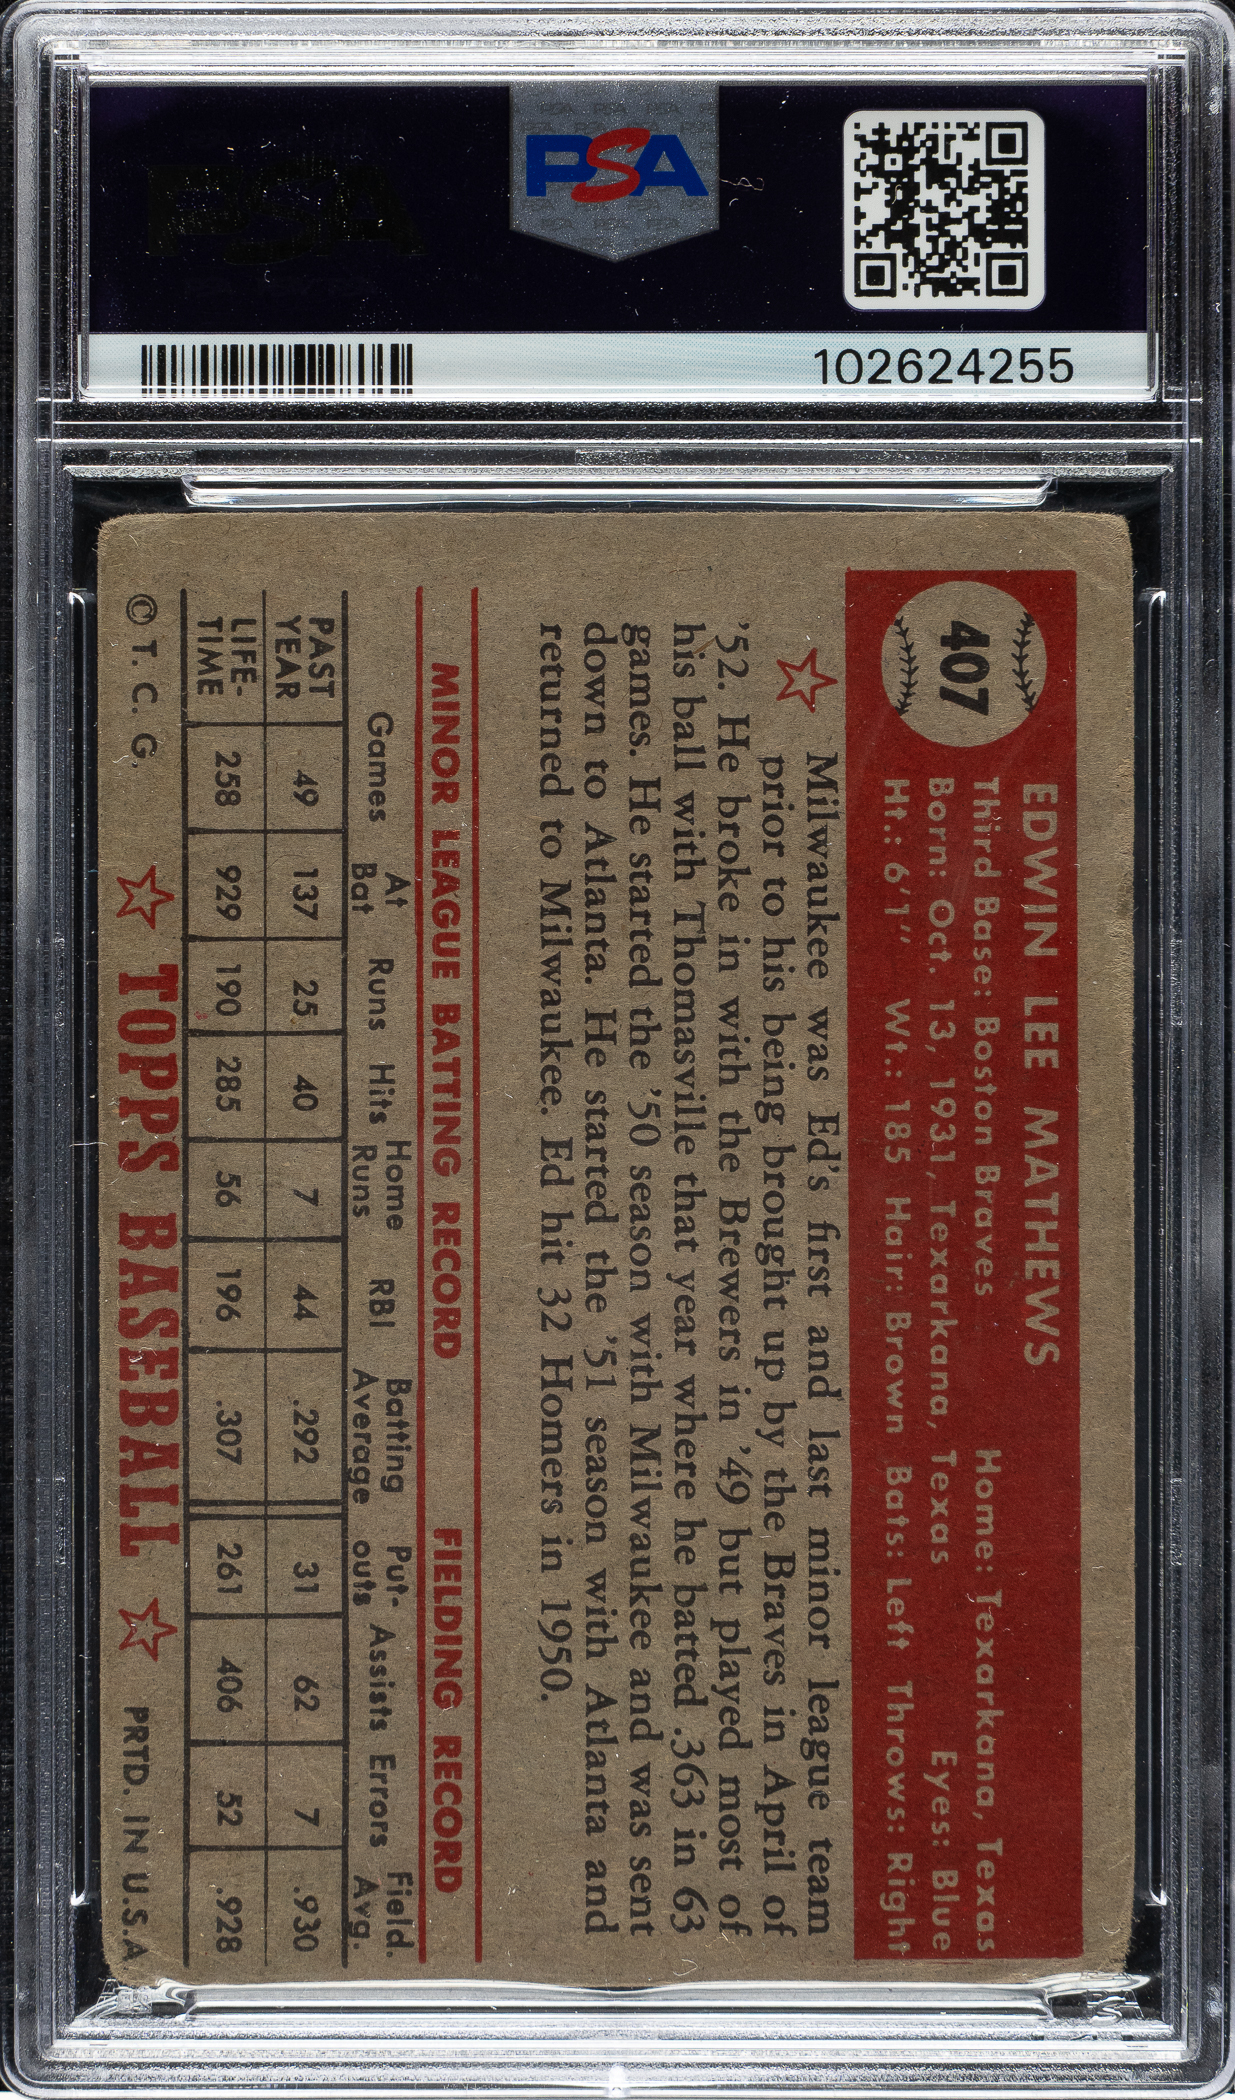 PSA
102624255
407
EDWIN LEE MATHEWS
Third Base: Boston Braves Home: Texarkana, Texas
Born: Oct. 13, 1931, Texarkana, Texas Eyes: Blue
Ht.: 6'1" Wt.: 185 Hair: Brown Bats: Left Throws: Right
Milwaukee was Ed's first and last minor league team
prior to his being brought up by the Braves in April of
'52. He broke in with the Brewers in '49 but played most of
his ball with Thomasville that year where he batted .363 in 63
games. He started the '50 season with Milwaukee and was sent
down to Atlanta. He started the '51 season with Atlanta and
returned to Milwaukee. Ed hit 32 Homers in 1950.
MINOR LEAGUE BATTING RECORD FIELDING RECORD
Games At Bat Runs Hits Home Runs RBI Batting Average Put-outs Assists Errors Field. Avg.
PAST YEAR 49 137 25 40 7 44 .292 31 62 7 .930
LIFE-TIME 258 929 190 285 56 196 .307 261 406 52 .928
© T. C. G. TOPPS BASEBALL PRTD. IN U.S.A.